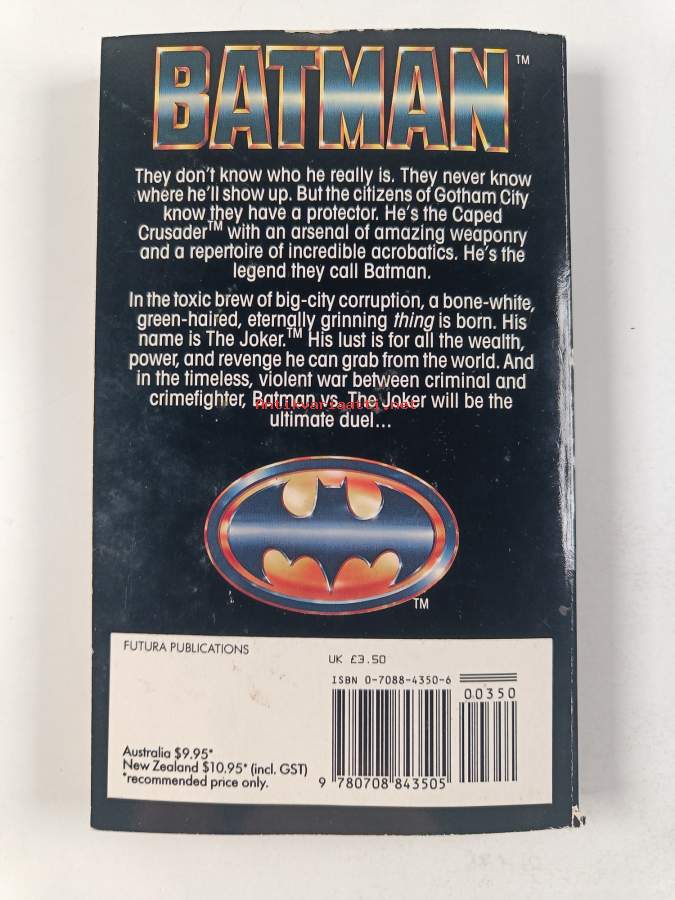 BATMAN™
They don't know who he really is. They never know
where he'll show up. But the citizens of Gotham City
know they have a protector. He's the Caped
Crusader™ with an arsenal of amazing weaponry
and a repertoire of incredible acrobatics. He's the
legend they call Batman.
In the toxic brew of big-city corruption, a bone-white,
green-haired, eternally grinning thing is born. His
name is The Joker.™ His lust is for all the wealth,
power, and revenge he can grab from the world. And
in the timeless, violent war between criminal and
crimefighter, Batman vs. The Joker will be the
Antikvariaatti.net
ultimate duel...
TM
FUTURA PUBLICATIONS
UK £3.50
ISBN 0-7088-4350-6
00350
Australia $9.95*
New Zealand $10.95* (incl. GST)
*recommended price only.
9 780708 843505